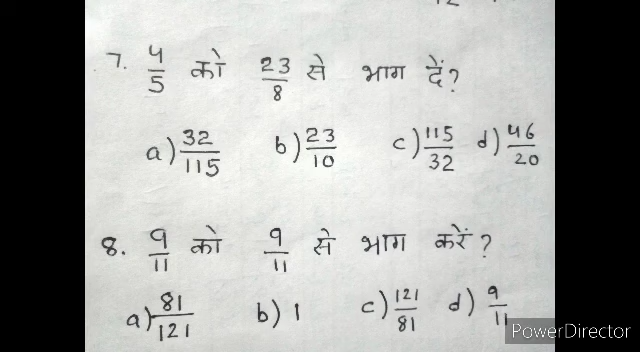 7. 4/5 को 23/8 से भाग दें?
a) 32/115 b) 23/10 c) 115/32 d) 46/20
8. 9/11 को 9/11 से भाग करें?
a) 81/121 b) 1 c) 121/81 d) 9/11
PowerDirector